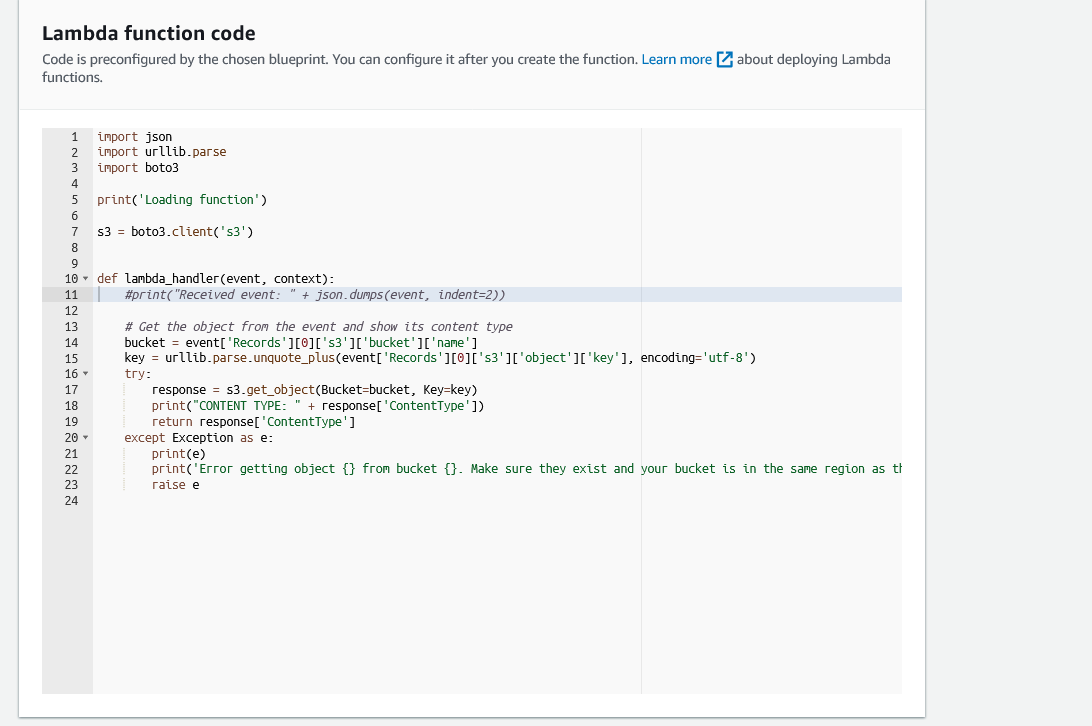 Lambda function code
Code is preconfigured by the chosen blueprint. You can configure it after you create the function. Learn more about deploying Lambda
functions.
1 import json
2 import urllib.parse
3 import boto3
4
5 print('Loading function')
6
7 s3 = boto3.client('s3')
8
9
10 def lambda_handler(event, context):
11     #print("Received event: " + json.dumps(event, indent=2))
12
13     # Get the object from the event and show its content type
14     bucket = event['Records'][0]['s3']['bucket']['name']
15     key = urllib.parse.unquote_plus(event['Records'][0]['s3']['object']['key'], encoding='utf-8')
16     try:
17         response = s3.get_object(Bucket=bucket, Key=key)
18         print("CONTENT TYPE: " + response['ContentType'])
19         return response['ContentType']
20     except Exception as e:
21         print(e)
22         print('Error getting object {} from bucket {}. Make sure they exist and your bucket is in the same region as
23         raise e
24